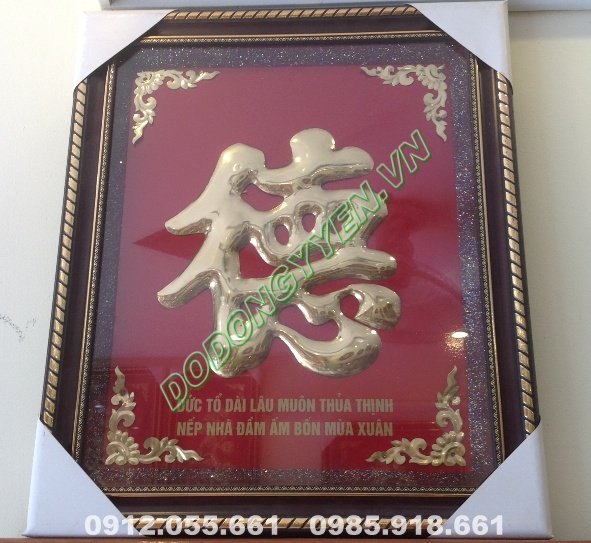 德
DODONGYYEN.VN
ĐỨC TỔ DÀI LÂU MUÔN THỦA THỊNH
NẾP NHÀ ĐẦM ẤM BỐN MÙA XUÂN
0912.055.661 0985.918.661